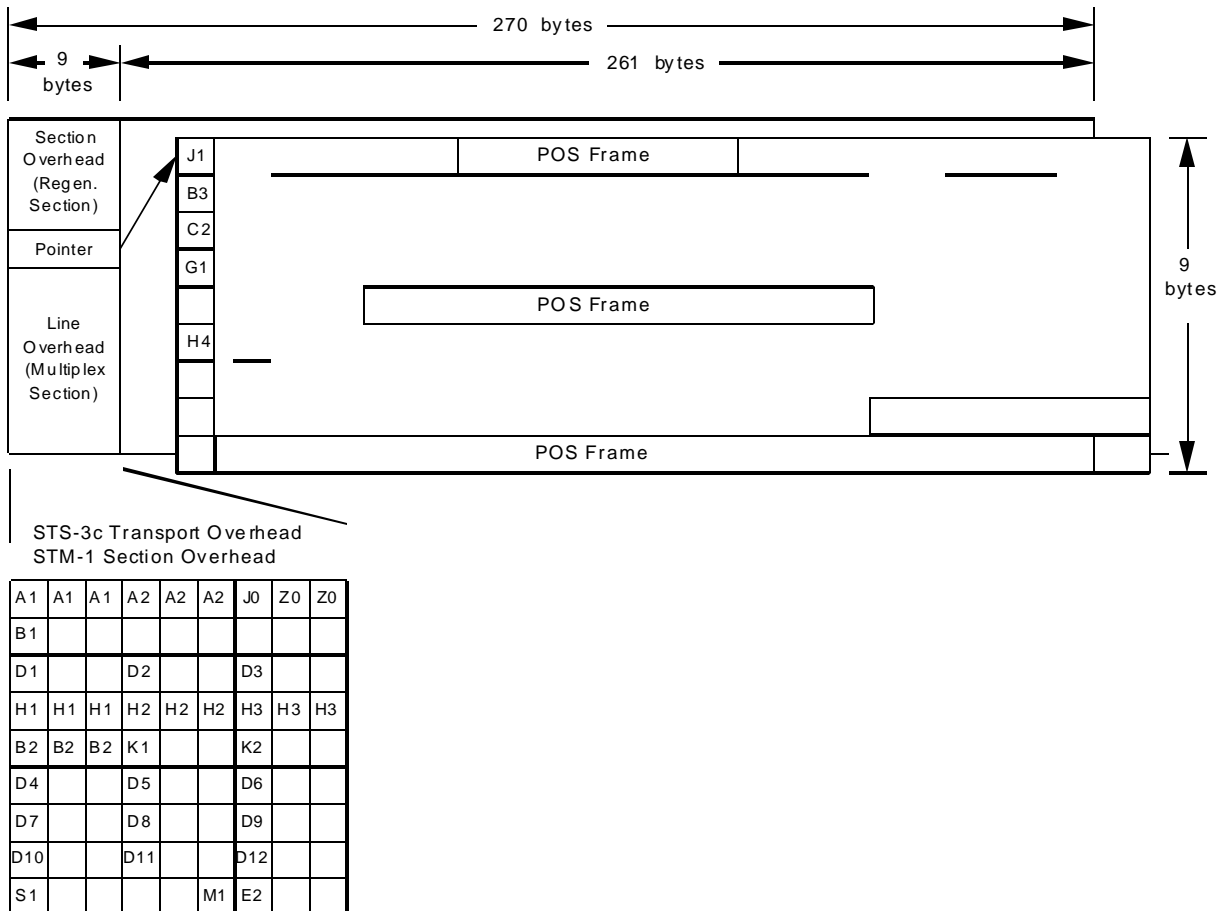 270 bytes
9
bytes
261 bytes
Section
Overhead
(Regen.
Section)
Pointer
Line
Overhead
(Multiplex
Section)
J1
B3
C2
G1
H4
POS Frame
POS Frame
POS Frame
9
bytes
STS-3c Transport Overhead
STM-1 Section Overhead
A1 A1 A1 A2 A2 A2 J0 Z0 Z0
B1
D1 D2 D3
H1 H1 H1 H2 H2 H2 H3 H3 H3
B2 B2 B2 K1 K2
D4 D5 D6
D7 D8 D9
D10 D11 D12
S1 M1 E2